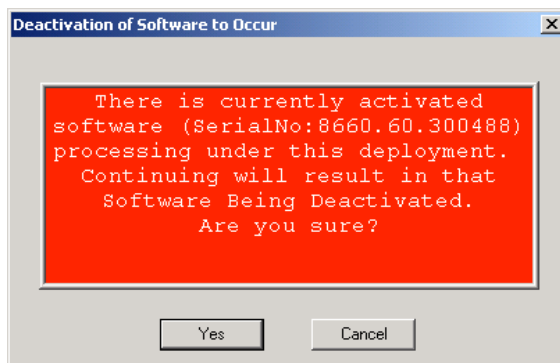 Deactivation of Software to Occur
There is currently activated
software (SerialNo:8660.60.300488)
processing under this deployment.
Continuing will result in that
Software Being Deactivated.
Are you sure?
Yes
Cancel